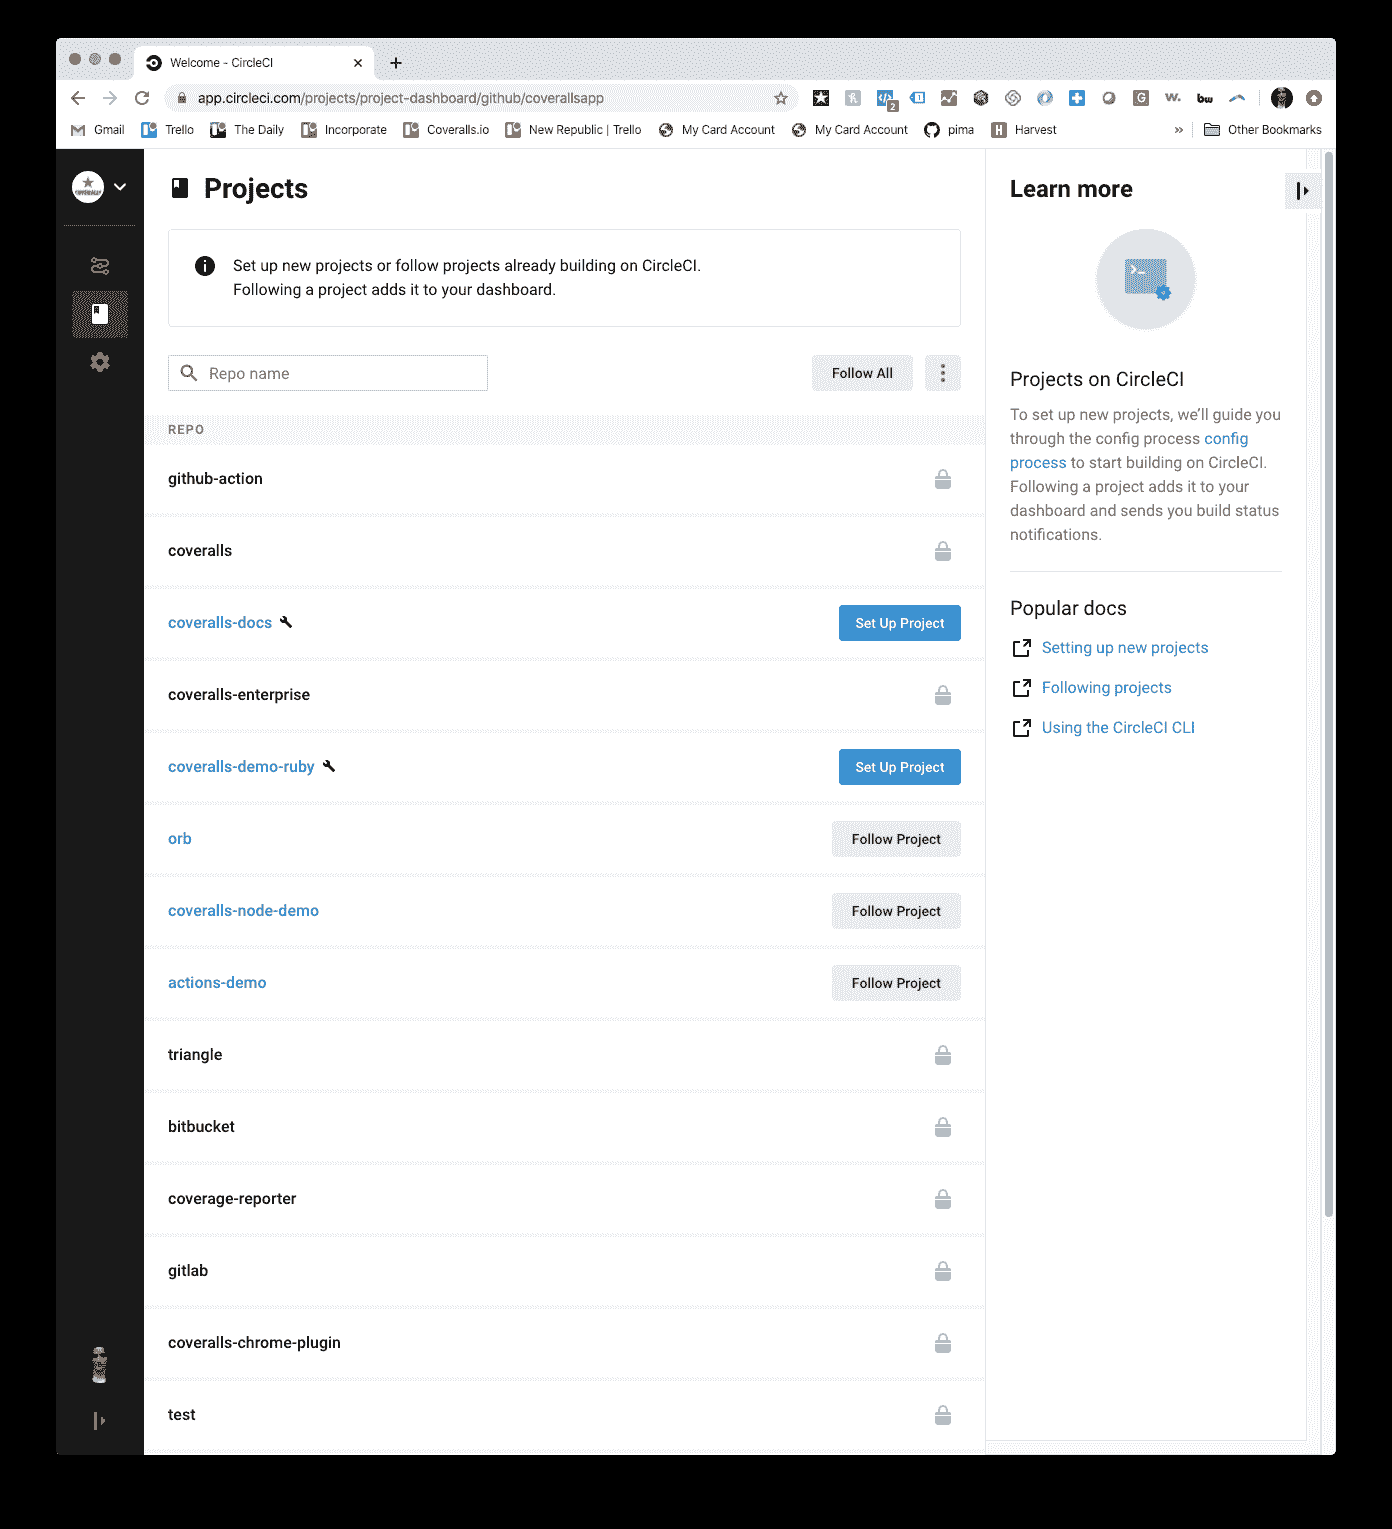 Welcome - CircleCI
app.circleci.com/projects/project-dashboard/github/coverallsapp
2
G
w.
bw
Gmail
Trello
The Daily
Incorporate
Coveralls.io
New Republic | Trello
My Card Account
My Card Account
pima
H
Harvest
»
Other Bookmarks
Projects
Set up new projects or follow projects already building on CircleCI.
Following a project adds it to your dashboard.
Repo name
Follow All
REPO
github-action
coveralls
coveralls-docs
Set Up Project
coveralls-enterprise
coveralls-demo-ruby
Set Up Project
orb
Follow Project
coveralls-node-demo
Follow Project
actions-demo
Follow Project
triangle
bitbucket
coverage-reporter
gitlab
coveralls-chrome-plugin
test
Learn more
Projects on CircleCI
To set up new projects, we'll guide you
through the config process config
process to start building on CircleCI.
Following a project adds it to your
dashboard and sends you build status
notifications.
Popular docs
Setting up new projects
Following projects
Using the CircleCI CLI